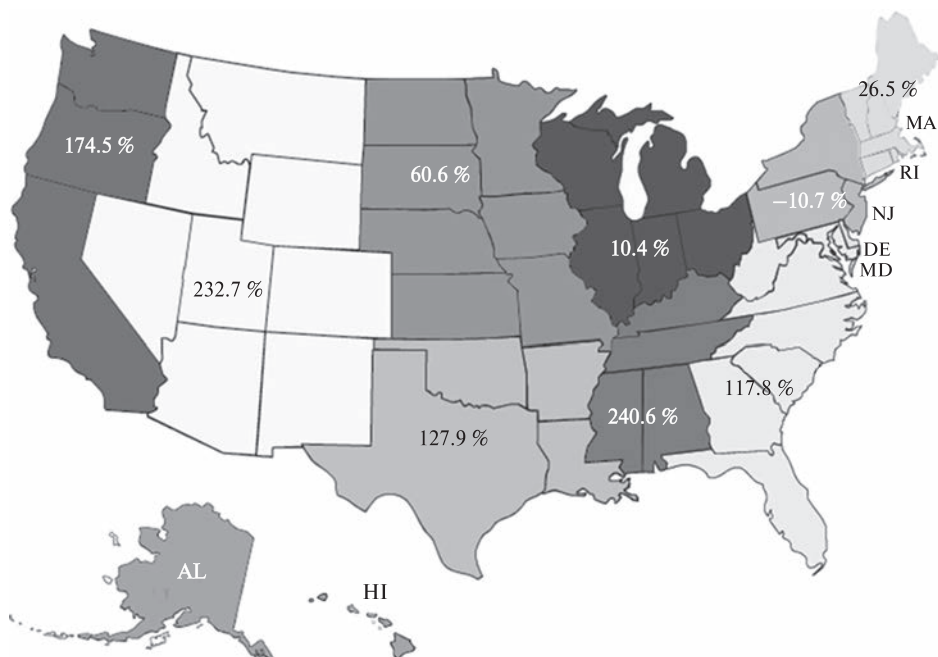 26.5 %
MA
174.5 %
RI
60.6 %
−10.7 %
NJ
10.4 %
DE
MD
232.7 %
117.8 %
240.6 %
127.9 %
AL
HI